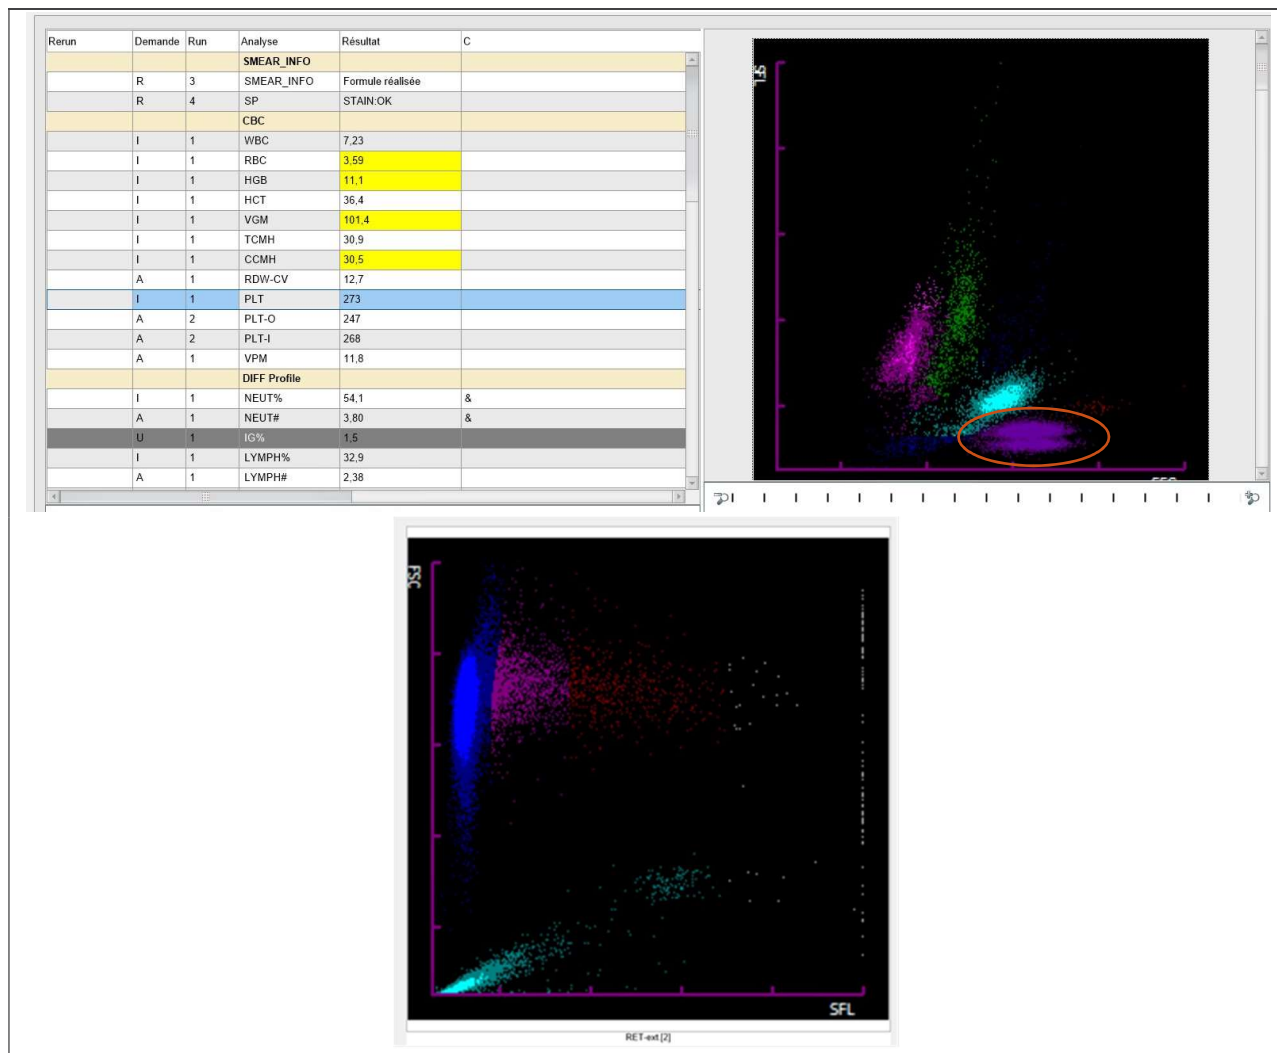 Rerun Demande Run Analyse Résultat C
SMEAR_INFO
R 3 SMEAR_INFO Formule réalisée
R 4 SP STAIN:OK
CBC
I 1 WBC 7,23
I 1 RBC 3,59
I 1 HGB 11,1
I 1 HCT 36,4
I 1 VGM 101,4
I 1 TCMH 30,9
I 1 CCMH 30,5
A 1 RDW-CV 12,7
I 1 PLT 273
A 2 PLT-O 247
A 2 PLT-I 268
A 1 VPM 11,8
DIFF Profile
I 1 NEUT% 54,1 &
A 1 NEUT# 3,80 &
U 1 IG% 1,5
I 1 LYMPH% 32,9
A 1 LYMPH# 2,38
SFL
FSC
SFL
RET-ext.[2]